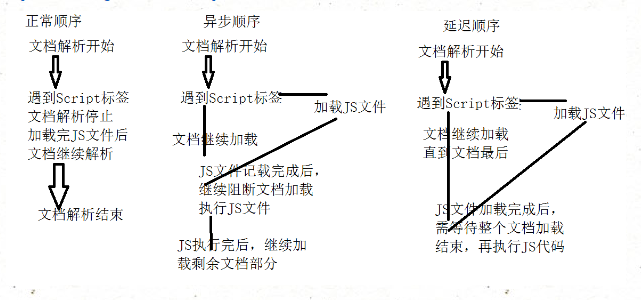 正常顺序
文档解析开始
遇到Script标签
文档解析停止
加载完JS文件后
文档继续解析
文档解析结束
异步顺序
文档解析开始
遇到Script标签
加载JS文件
文档继续加载
JS文件记载完成后，
继续阻断文档加载
执行JS文件
JS执行完后，继续加
载剩余文档部分
延迟顺序
文档解析开始
遇到Script标签
加载JS文件
文档继续加载
直到文档最后
JS文件加载完成后，
需等待整个文档加载
结束，再执行JS代码